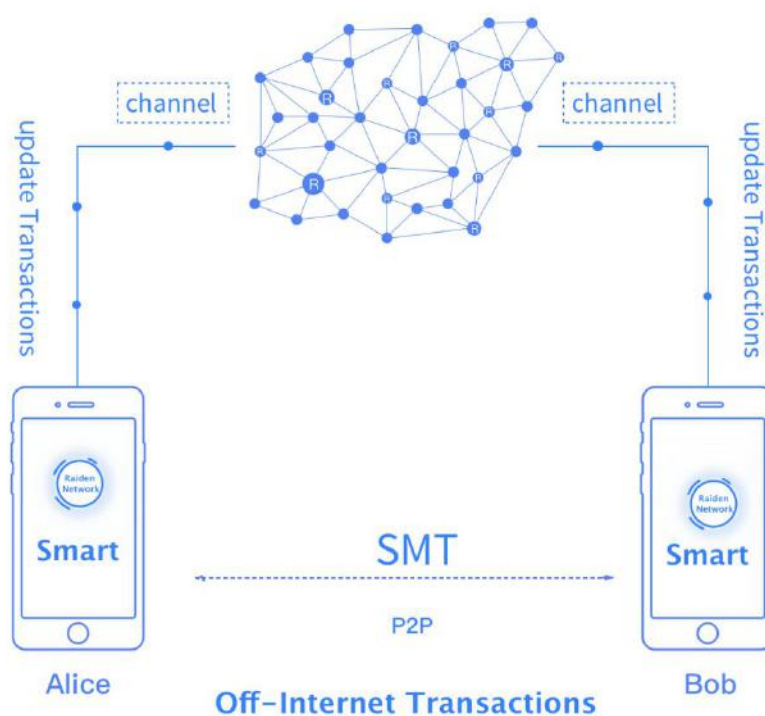 R
R
R
channel
R
R
channel
R
R
R
R
R
R
update Transactions
update Transactions
Raiden
Network
Smart
Raiden
Network
Smart
SMT
P2P
Alice
Bob
Off-Internet Transactions